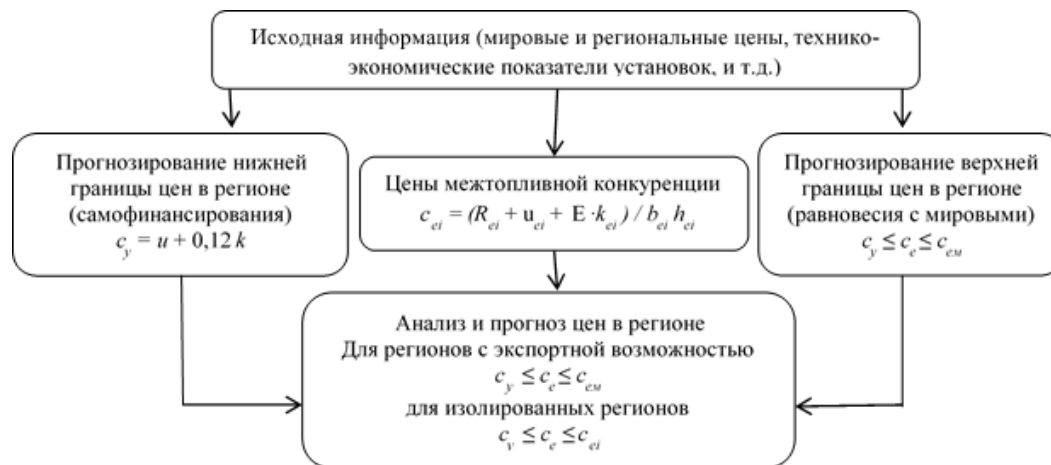 Исходная информация (мировые и региональные цены, технико-
экономические показатели установок, и т.д.)
Прогнозирование нижней
границы цен в регионе
(самофинансирования)
c_y = u + 0,12 k
Цены межтопливной конкуренции
c_ei = (R_ei + u_ei + E · k_ei) / b_ei h_ei
Прогнозирование верхней
границы цен в регионе
(равновесия с мировыми)
c_y ≤ c_e ≤ c_ем
Анализ и прогноз цен в регионе
Для регионов с экспортной возможностью
c_y ≤ c_e ≤ c_ем
для изолированных регионов
c_y ≤ c_e ≤ c_ei